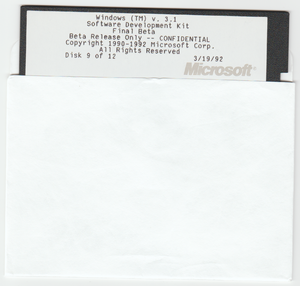 Windows (TM) v. 3.1
Software Development Kit
Final Beta
Beta Release Only -- CONFIDENTIAL
Copyright 1990-1992 Microsoft Corp.
All Rights Reserved
Disk 9 of 12 3/19/92
Microsoft